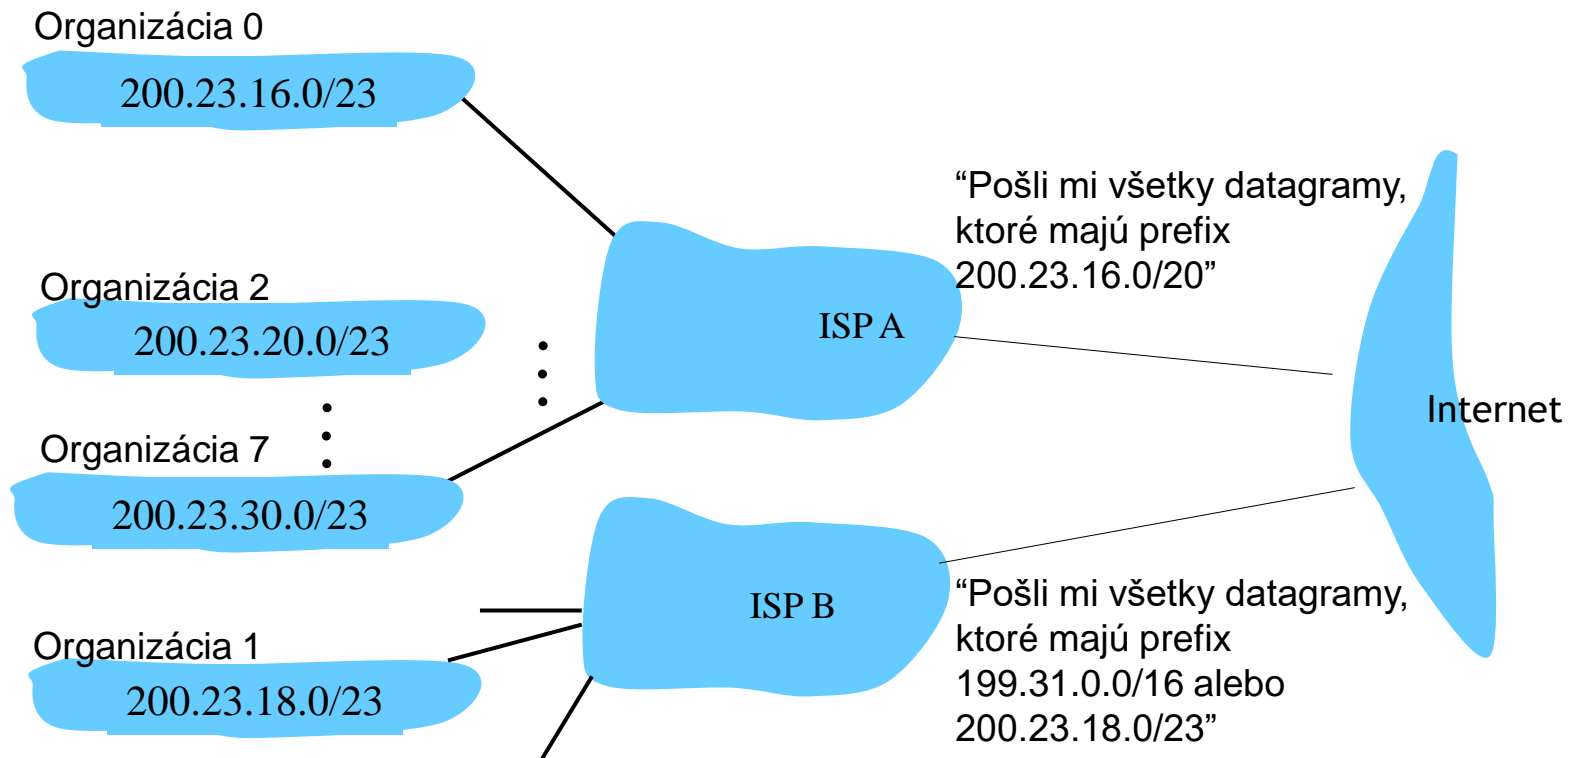 Organizácia 0
200.23.16.0/23
“Pošli mi všetky datagramy,
ktoré majú prefix
200.23.16.0/20”
Organizácia 2
200.23.20.0/23
ISP A
Internet
Organizácia 7
200.23.30.0/23
ISP B
“Pošli mi všetky datagramy,
ktoré majú prefix
199.31.0.0/16 alebo
200.23.18.0/23”
Organizácia 1
200.23.18.0/23